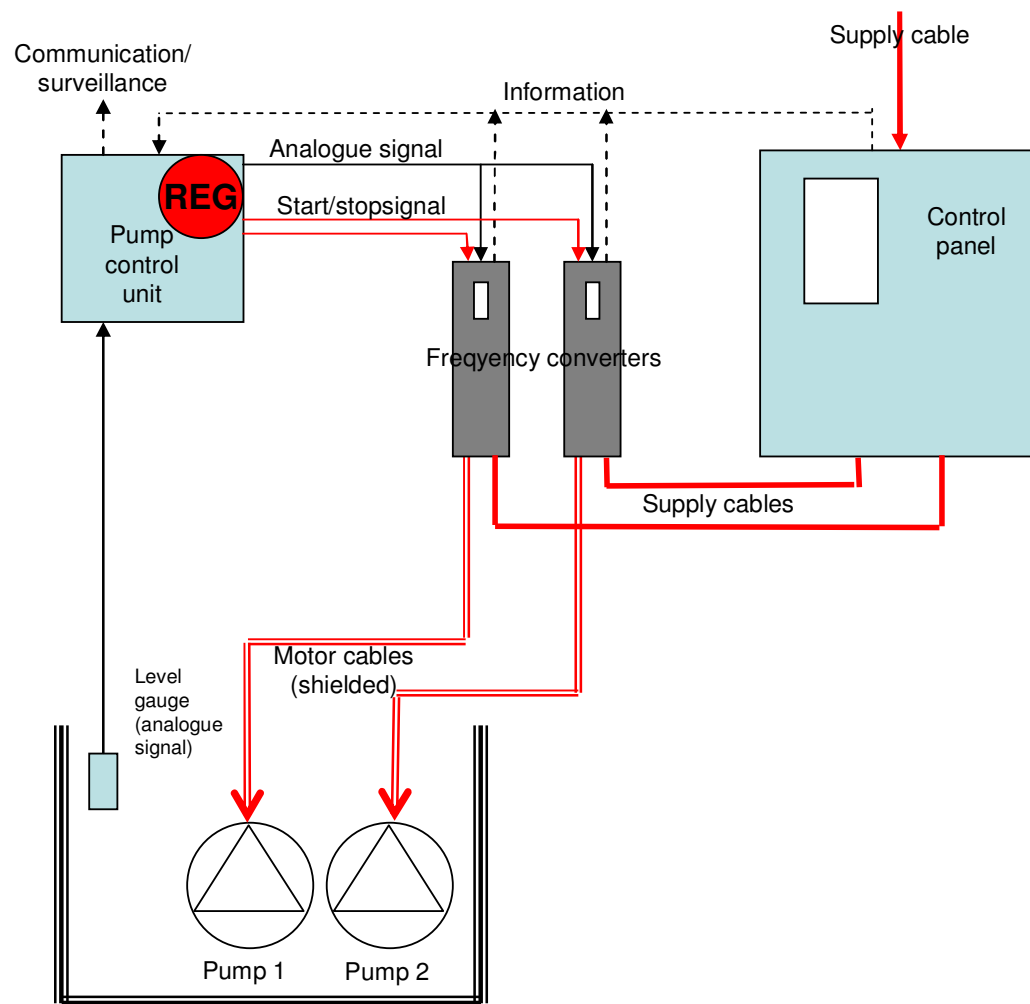 Supply cable
Communication/
surveillance
Information
Analogue signal
REG
Start/stopsignal
Pump
control
unit
Control
panel
Freqyency converters
Supply cables
Motor cables
(shielded)
Level
gauge
(analogue
signal)
Pump 1
Pump 2